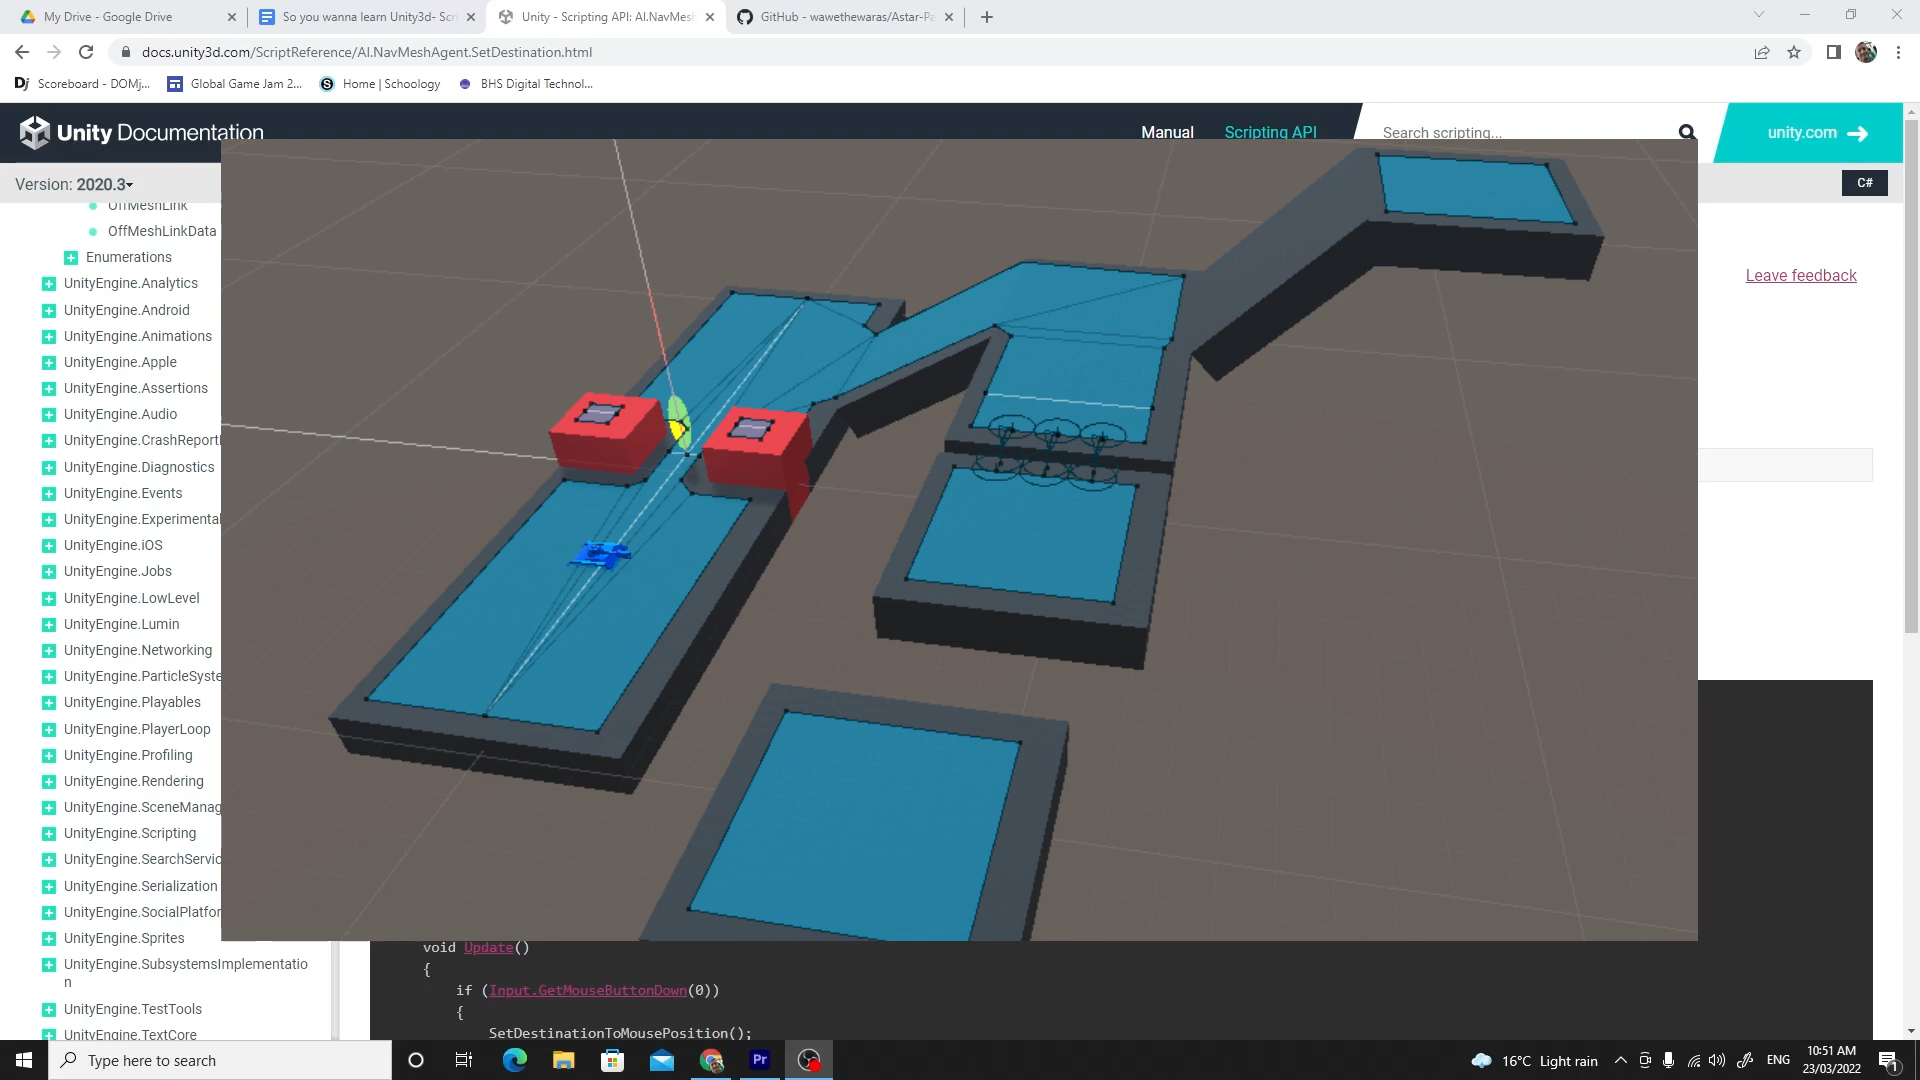 My Drive - Google Drive
So you wanna learn Unity3d- Scr
Unity - Scripting API: AI.NavMesh
GitHub - wawethewaras/Astar-Pa
docs.unity3d.com/ScriptReference/AI.NavMeshAgent.SetDestination.html
Dj Scoreboard - DOMj...
Global Game Jam 2...
S Home | Schoology
BHS Digital Technol...
Unity Documentation
Manual
Scripting API
Search scripting...
unity.com
Version: 2020.3
C#
OffMeshLink
OffMeshLinkData
Enumerations
Leave feedback
UnityEngine.Analytics
UnityEngine.Android
UnityEngine.Animations
UnityEngine.Apple
UnityEngine.Assertions
UnityEngine.Audio
UnityEngine.CrashReport
UnityEngine.Diagnostics
UnityEngine.Events
UnityEngine.Experimental
UnityEngine.iOS
UnityEngine.Jobs
UnityEngine.LowLevel
UnityEngine.Lumin
UnityEngine.Networking
UnityEngine.ParticleSyste
UnityEngine.Playables
UnityEngine.PlayerLoop
UnityEngine.Profiling
UnityEngine.Rendering
UnityEngine.SceneManag
UnityEngine.Scripting
UnityEngine.SearchServic
UnityEngine.Serialization
UnityEngine.SocialPlatfor
UnityEngine.Sprites
UnityEngine.SubsystemsImplementatio
n
UnityEngine.TestTools
UnityEngine.TextCore
void Update()
{
if (Input.GetMouseButtonDown(0))
{
SetDestinationToMousePosition();
Type here to search
Pr
16°C Light rain
ENG
10:51 AM
23/03/2022
1